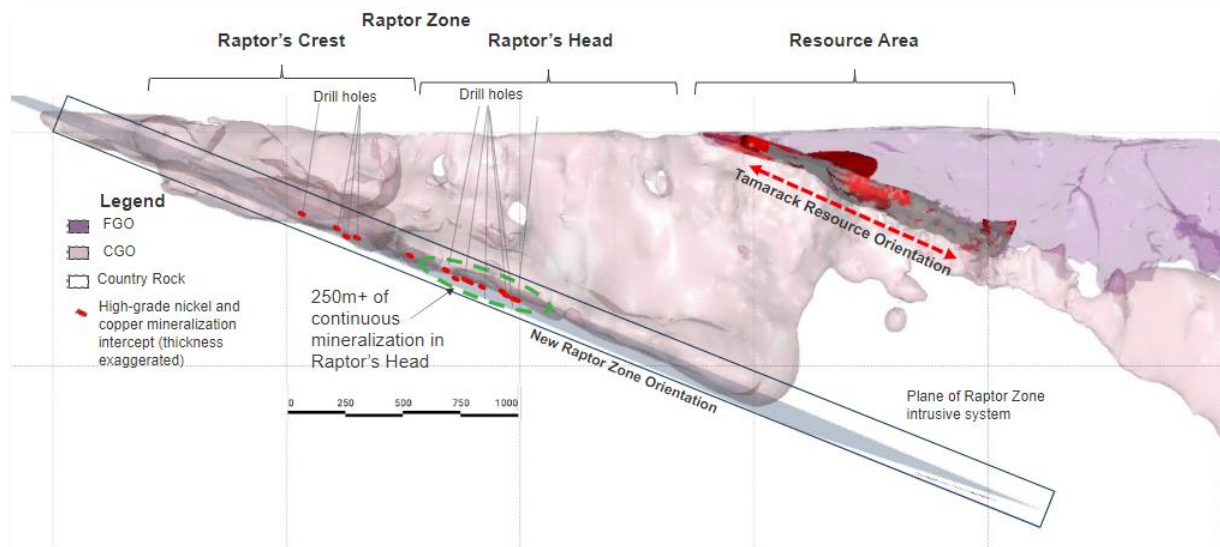 Raptor Zone
Raptor's Crest
Raptor's Head
Resource Area
Drill holes
Drill holes
Legend
FGO
CGO
Country Rock
High-grade nickel and
copper mineralization
intercept (thickness
exaggerated)
250m+ of
continuous
mineralization in
Raptor's Head
Tamarack Resource Orientation
New Raptor Zone Orientation
Plane of Raptor Zone
intrusive system
0 250 500 750 1000